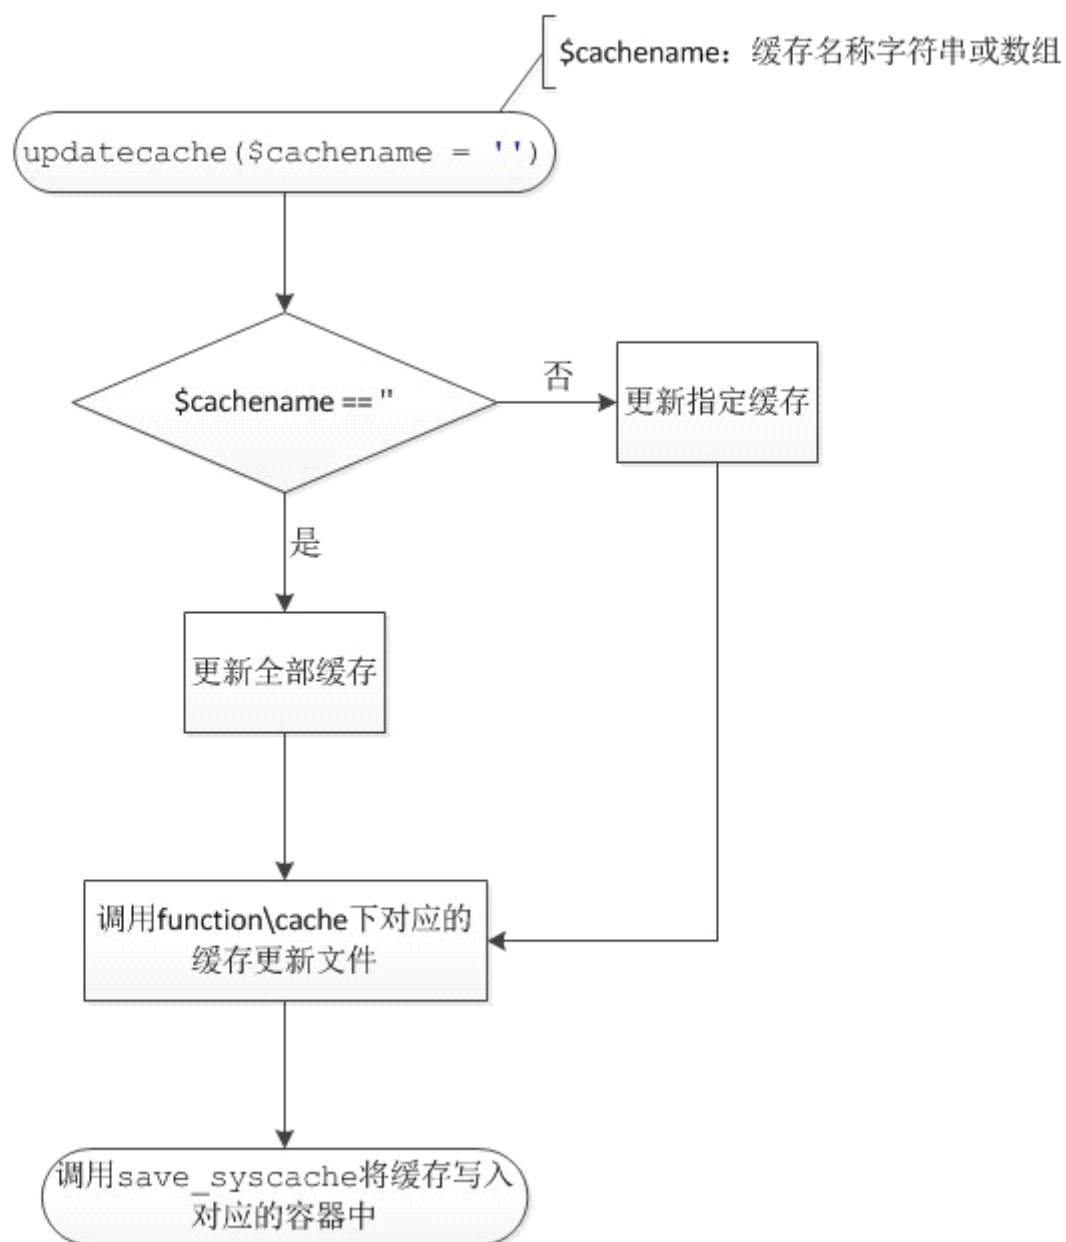 $cachename：缓存名称字符串或数组
updatecache($cachename = '')
$cachename == ''
否
更新指定缓存
是
更新全部缓存
调用function\cache下对应的
缓存更新文件
调用save_syscache将缓存写入
对应的容器中